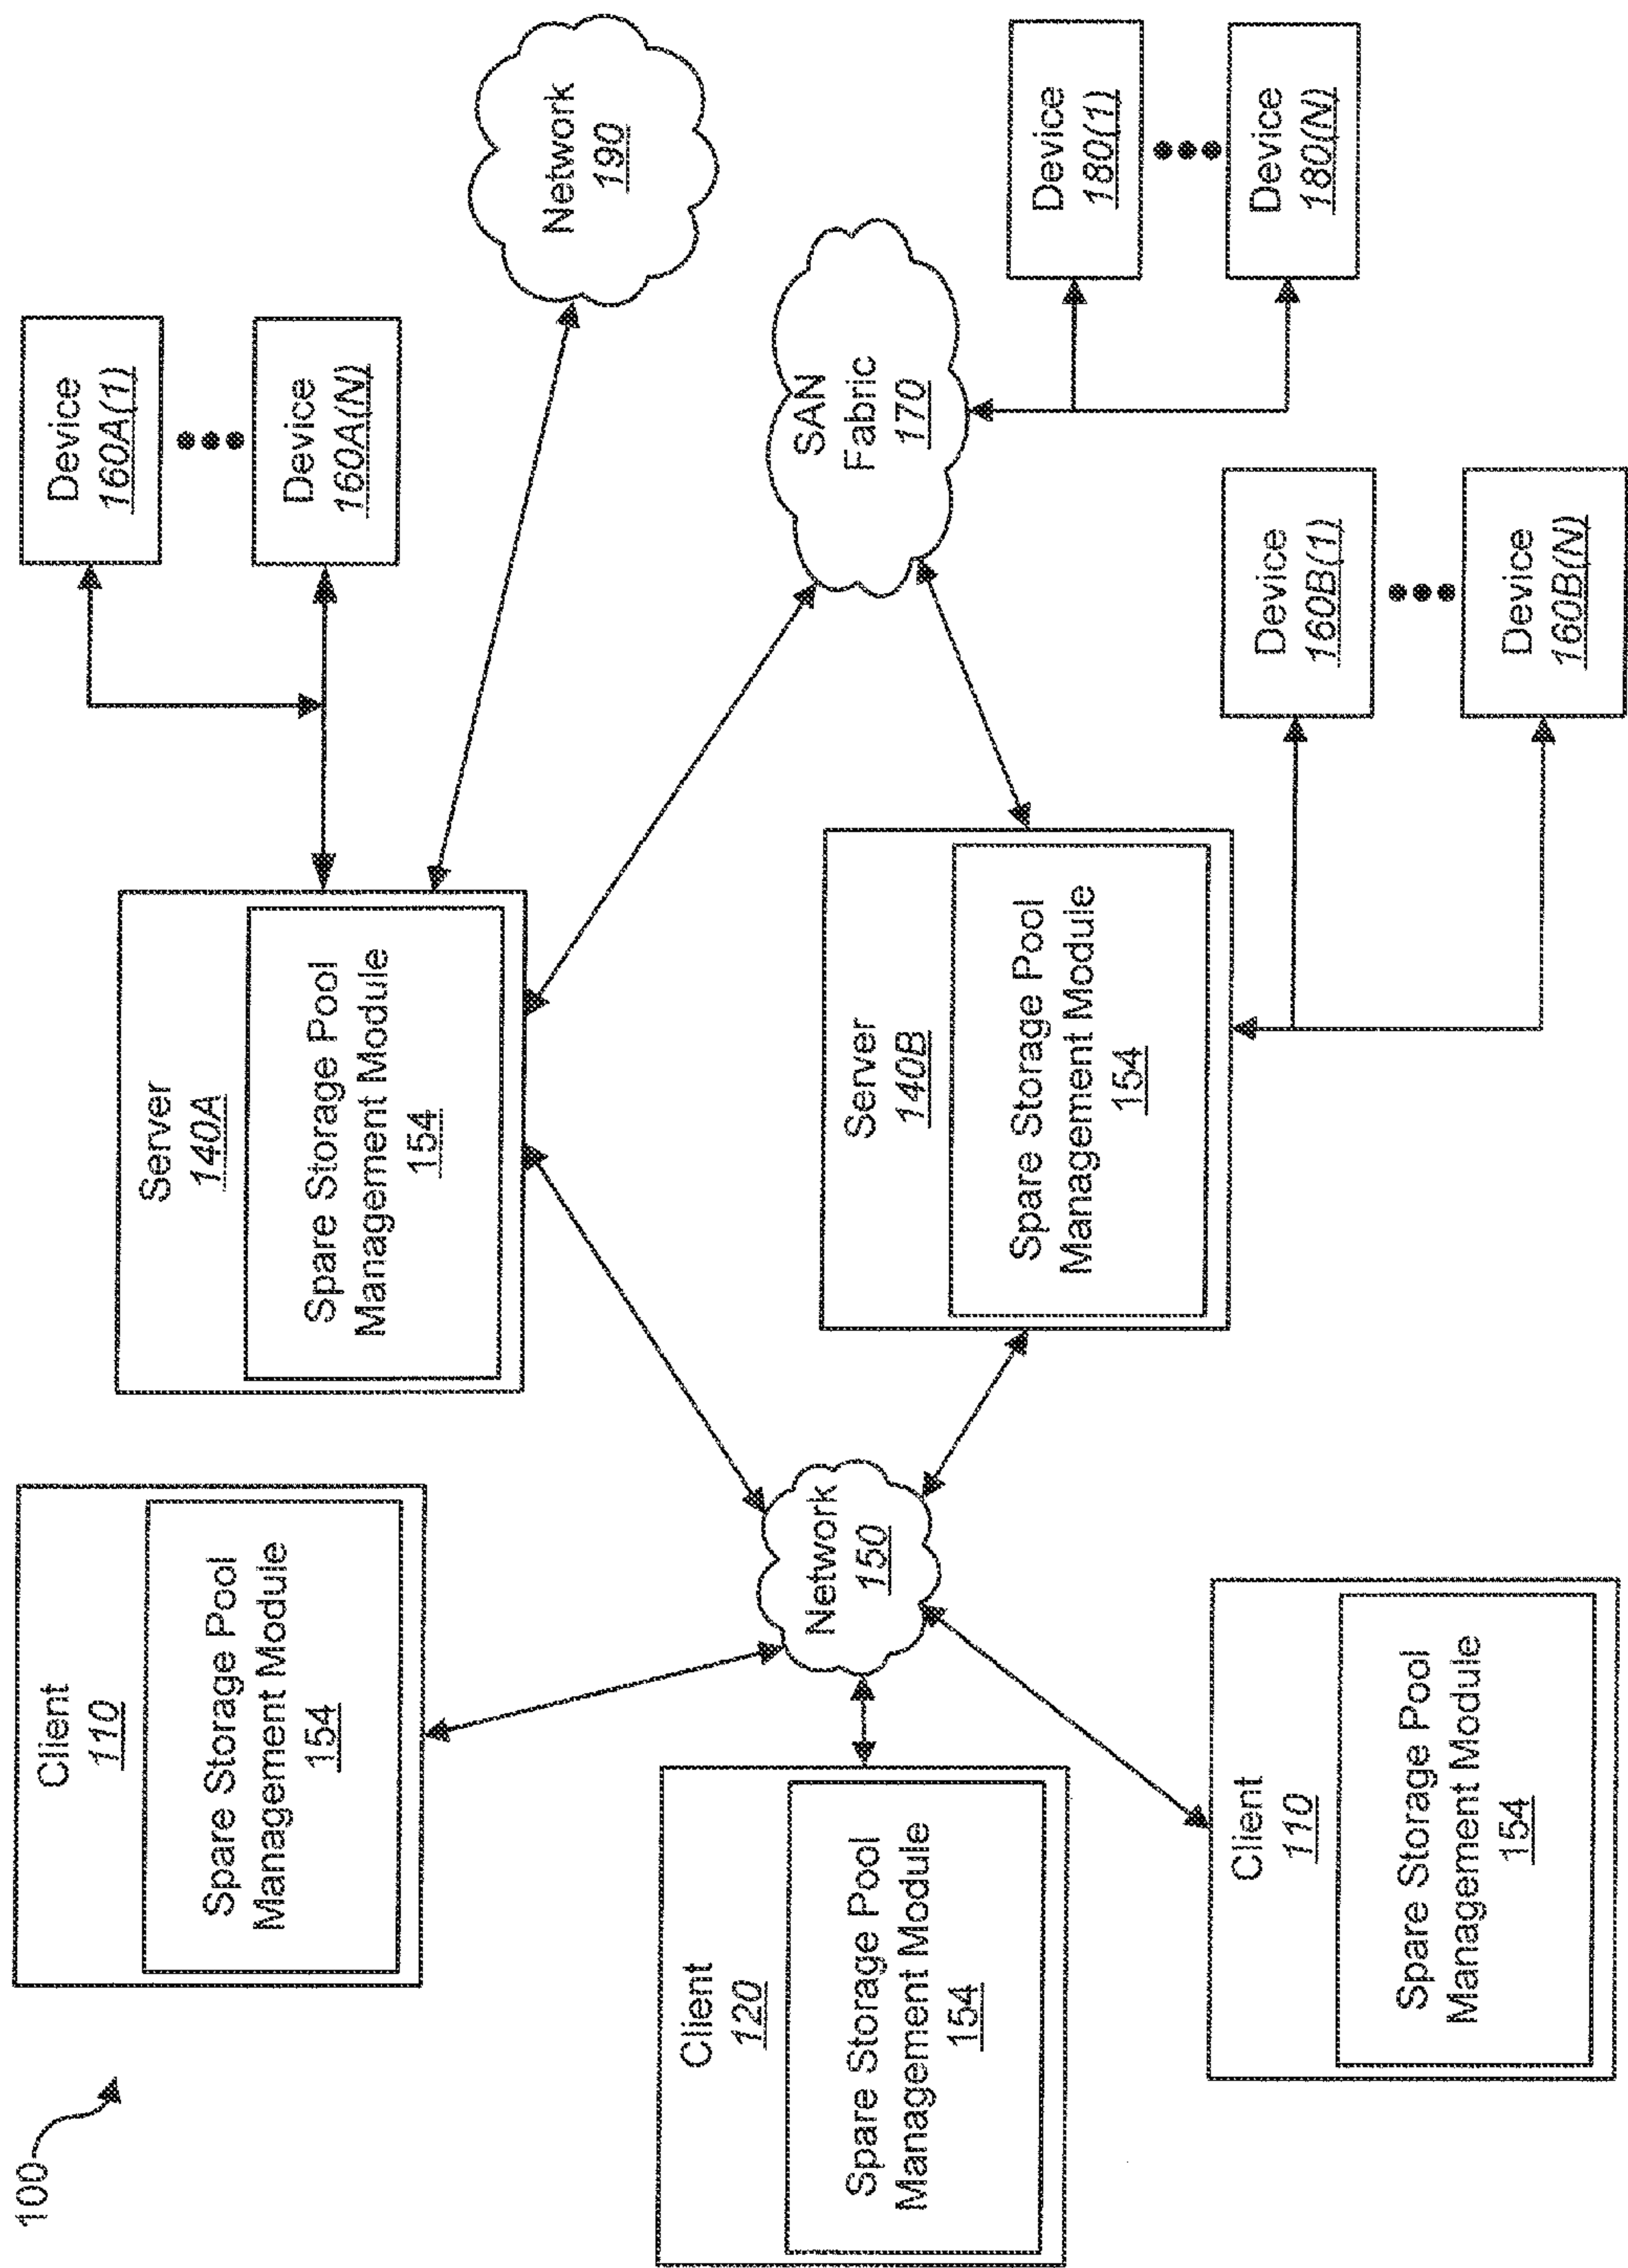 100
Client
110
Spare Storage Pool
Management Module
154
Client
120
Spare Storage Pool
Management Module
154
Client
110
Spare Storage Pool
Management Module
154
Network
150
Server
140A
Spare Storage Pool
Management Module
154
Server
140B
Spare Storage Pool
Management Module
154
Device
160A(1)
Device
160A(N)
Network
190
SAN
Fabric
170
Device
180(1)
Device
180(N)
Device
160B(1)
Device
160B(N)